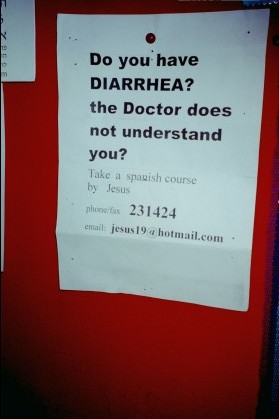 Do you have
DIARRHEA?
the Doctor does
not understand
you?
Take a spanish course
by Jesus
phone/fax 231424
email: jesus19@hotmail.com